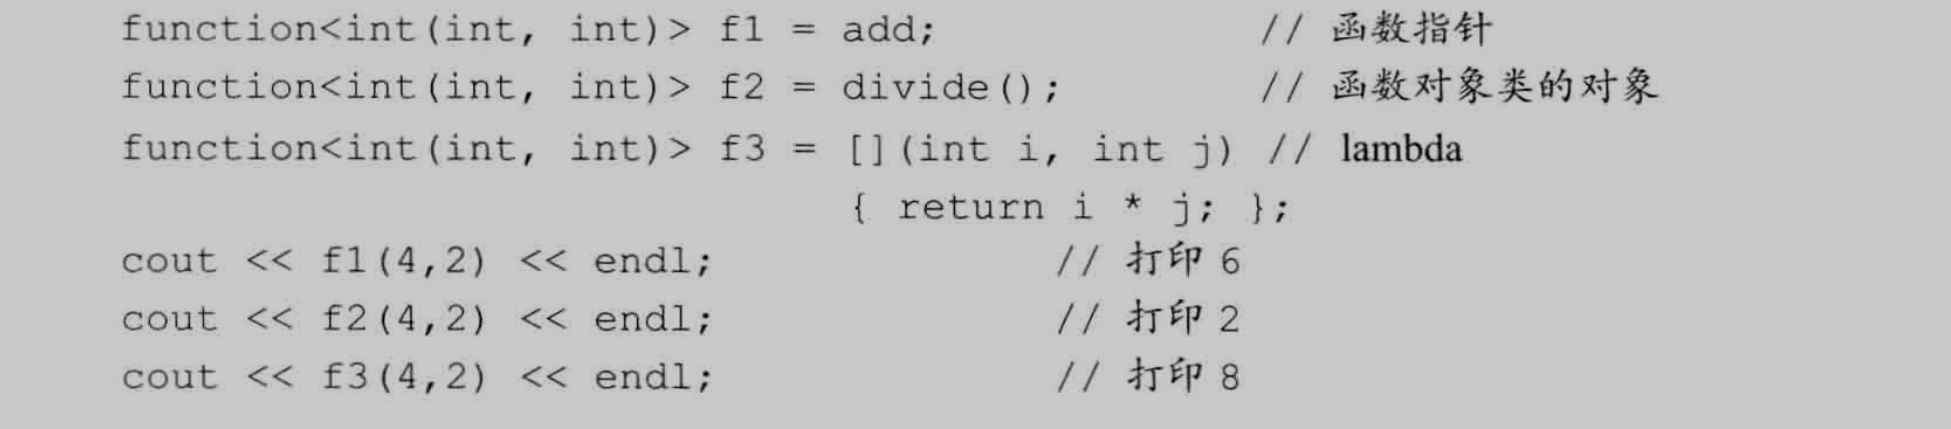 function<int(int, int)> f1 = add; // 函数指针
function<int(int, int)> f2 = divide(); // 函数对象类的对象
function<int(int, int)> f3 = [](int i, int j) // lambda
{ return i * j; };
cout << f1(4,2) << endl; // 打印 6
cout << f2(4,2) << endl; // 打印 2
cout << f3(4,2) << endl; // 打印 8